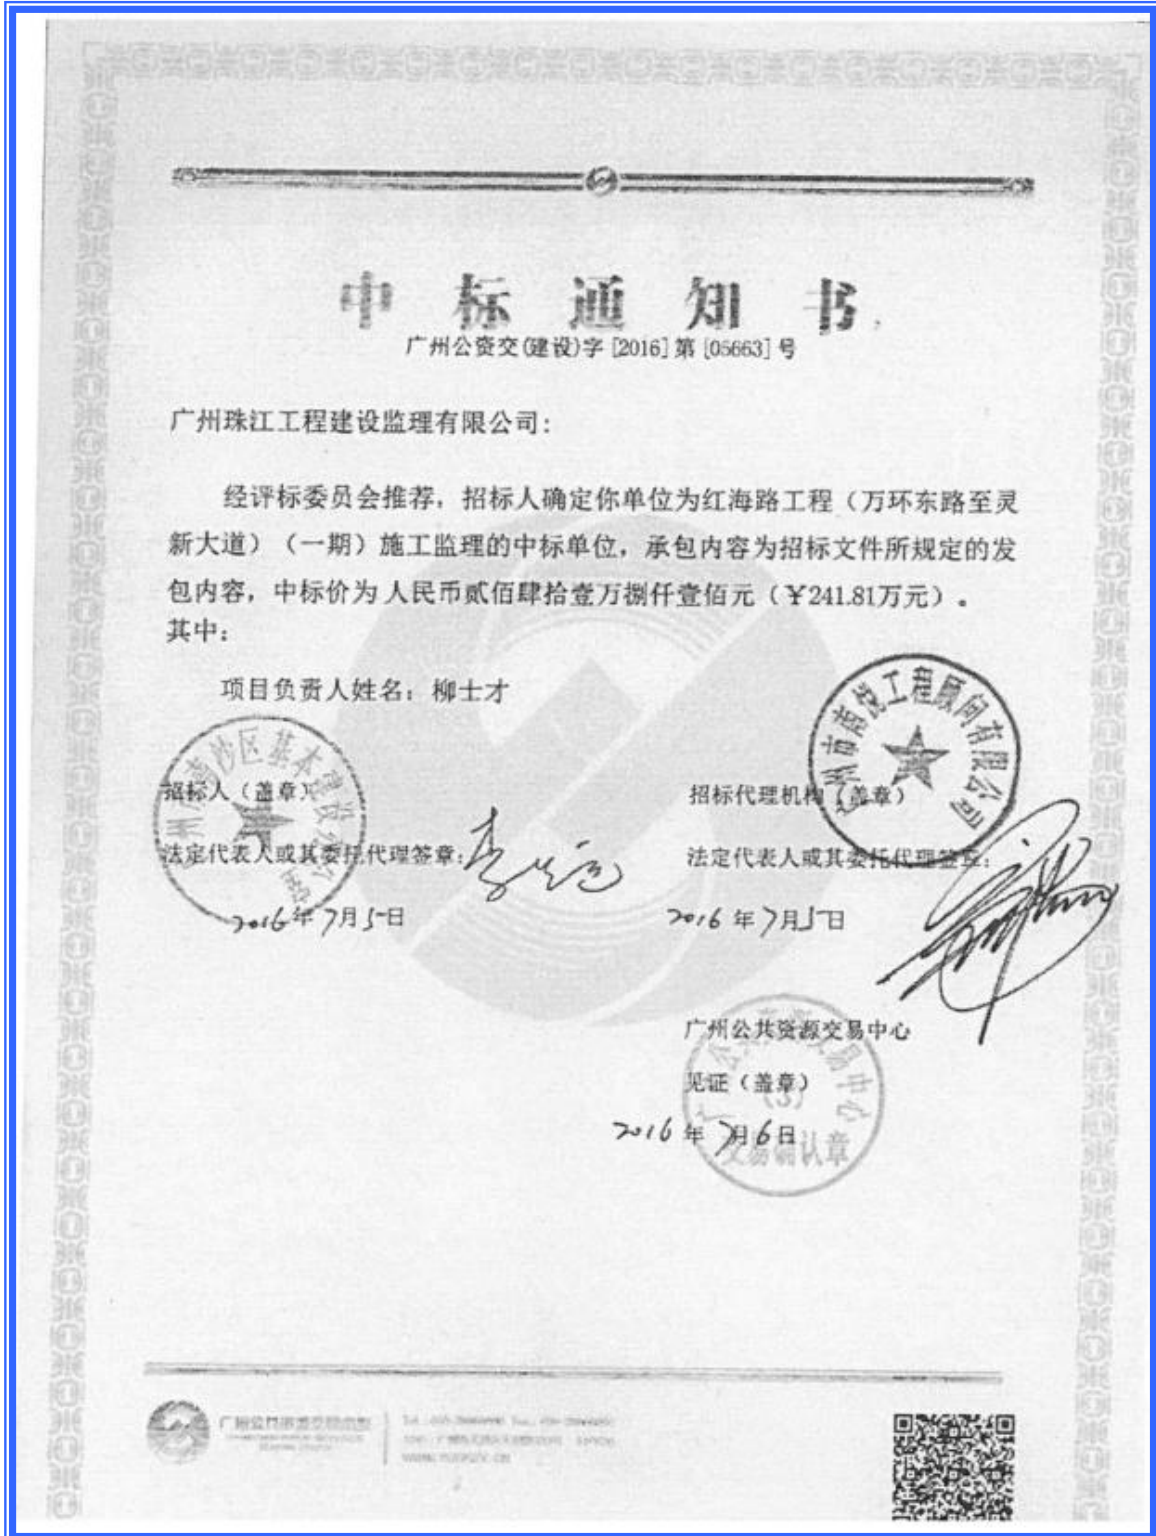 中标通知书
广州公资交(建设)字 [2016] 第 [05663] 号
广州珠江工程建设监理有限公司：
经评标委员会推荐，招标人确定你单位为红海路工程（万环东路至灵
新大道）（一期）施工监理的中标单位，承包内容为招标文件所规定的发
包内容，中标价为人民币贰佰肆拾壹万捌仟壹佰元（￥241.81万元）。
其中：
项目负责人姓名：柳士才
招标人（盖章）
招标代理机构（盖章）
法定代表人或其委托代理签章：
法定代表人或其委托代理签章：
2016年7月5日
2016年7月5日
广州公共资源交易中心
见证（盖章）
(3)
2016年7月6日
交易确认章